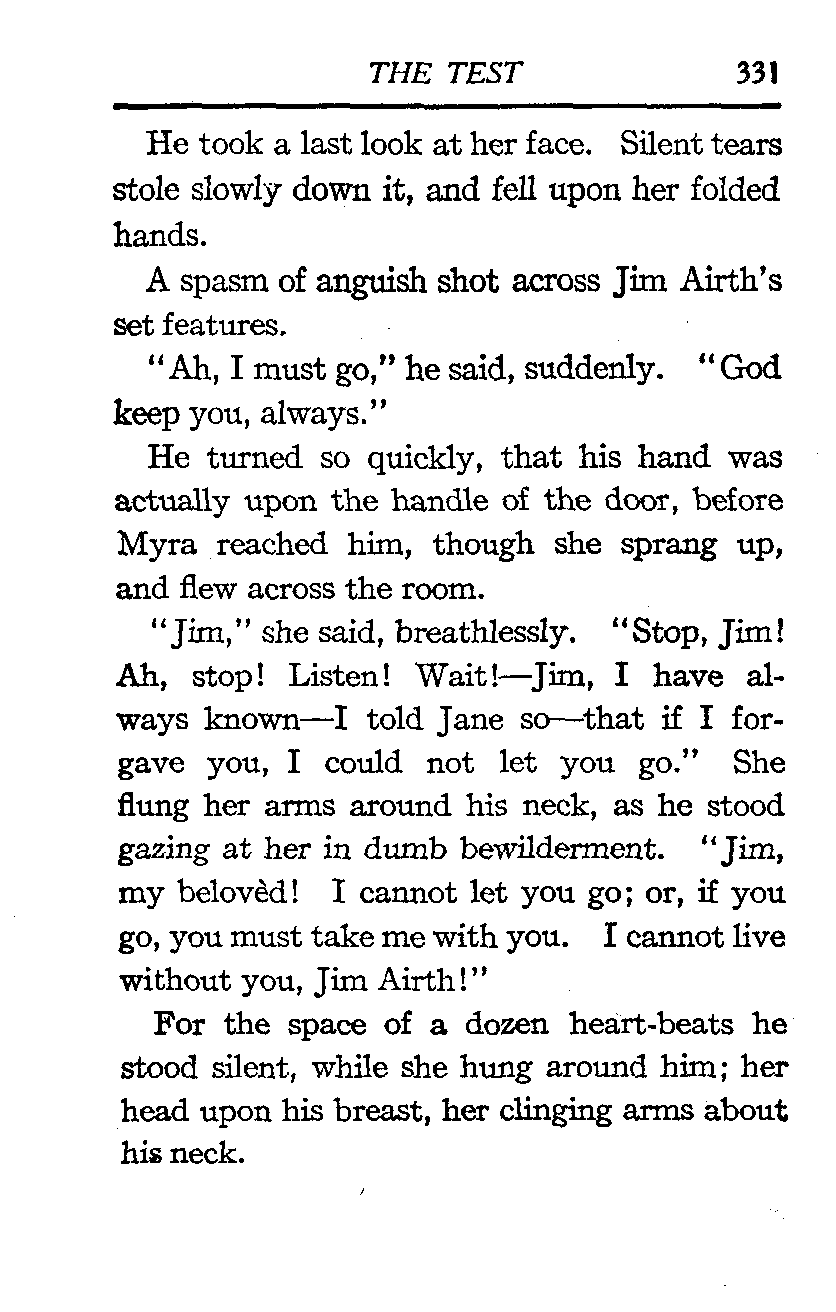 THE TEST 331
He took a last look at her face. Silent tears
stole slowly down it, and fell upon her folded
hands.
A spasm of anguish shot across Jim Airth's
set features.
"Ah, I must go," he said, suddenly. "God
keep you, always."
He turned so quickly, that his hand was
actually upon the handle of the door, before
Myra reached him, though she sprang up,
and flew across the room.
"Jim," she said, breathlessly. "Stop, Jim!
Ah, stop! Listen! Wait!—Jim, I have al-
ways known—I told Jane so—that if I for-
gave you, I could not let you go." She
flung her arms around his neck, as he stood
gazing at her in dumb bewilderment. "Jim,
my belovèd! I cannot let you go; or, if you
go, you must take me with you. I cannot live
without you, Jim Airth!"
For the space of a dozen heart-beats he
stood silent, while she hung around him; her
head upon his breast, her clinging arms about
his neck.